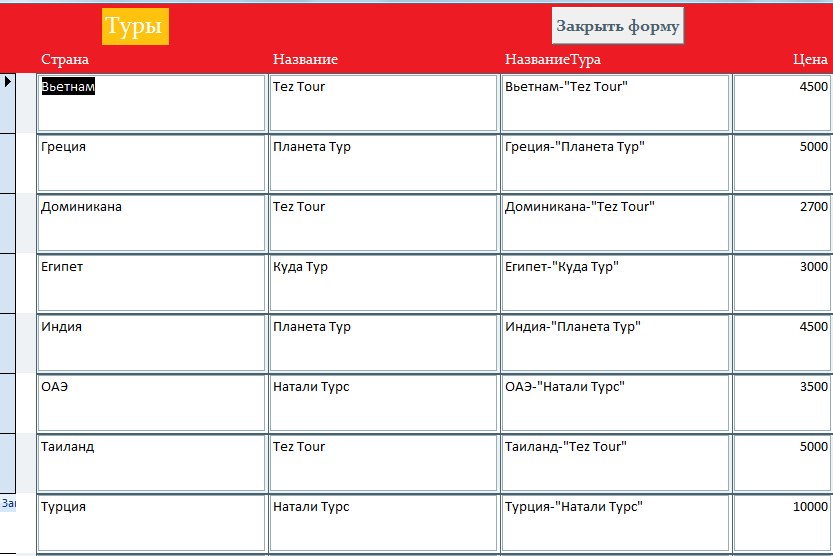 Туры Закрыть форму
Страна Название НазваниеТура Цена
Вьетнам Tez Tour Вьетнам-"Tez Tour" 4500
Греция Планета Тур Греция-"Планета Тур" 5000
Доминикана Tez Tour Доминикана-"Tez Tour" 2700
Египет Куда Тур Египет-"Куда Тур" 3000
Индия Планета Тур Индия-"Планета Тур" 4500
ОАЭ Натали Турс ОАЭ-"Натали Турс" 3500
Таиланд Tez Tour Таиланд-"Tez Tour" 5000
Турция Натали Турс Турция-"Натали Турс" 10000